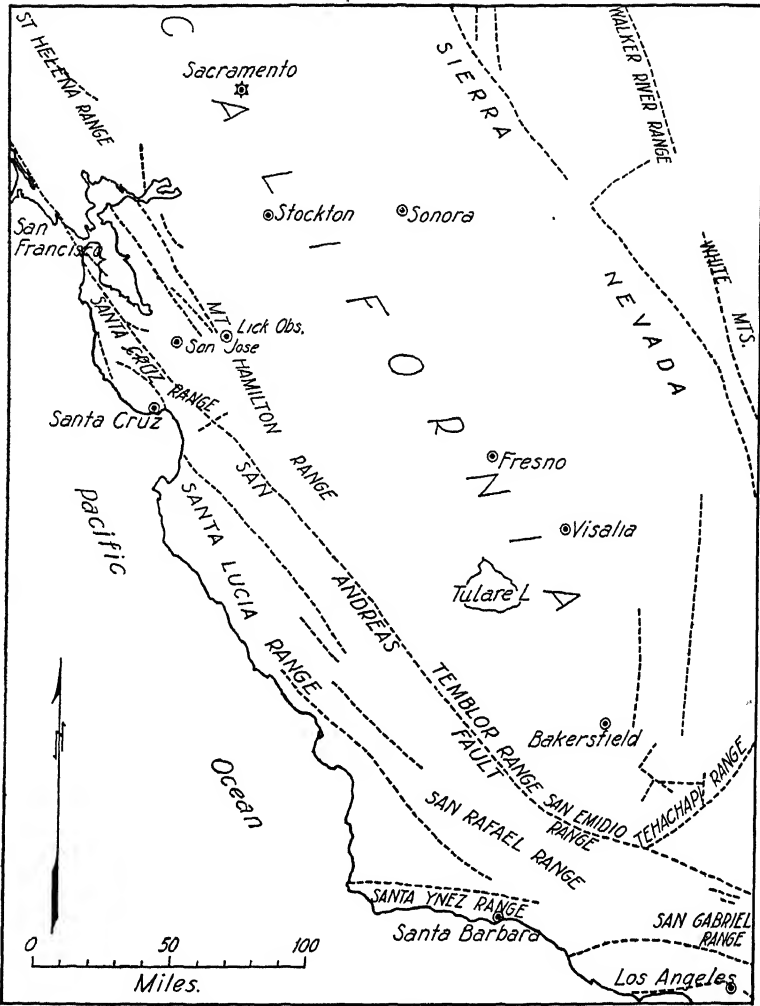 ST HELENA RANGE
Sacramento
SIERRA
NEVADA
WALKER RIVER RANGE
CALIFORNIA
Stockton
Sonora
San
Francisco
WHITE MTS.
Lick Obs.
San Jose
MT. HAMILTON RANGE
SANTA CRUZ RANGE
Santa Cruz
Fresno
SAN ANDREAS FAULT
SANTA LUCIA RANGE
Pacific
Ocean
Visalia
Tulare L
TEMBLOR RANGE
Bakersfield
SAN EMIDIO
RANGE
TEHACHAPI RANGE
SAN RAFAEL RANGE
SANTA YNEZ RANGE
Santa Barbara
SAN GABRIEL
RANGE
Los Angeles
0 50 100
Miles.